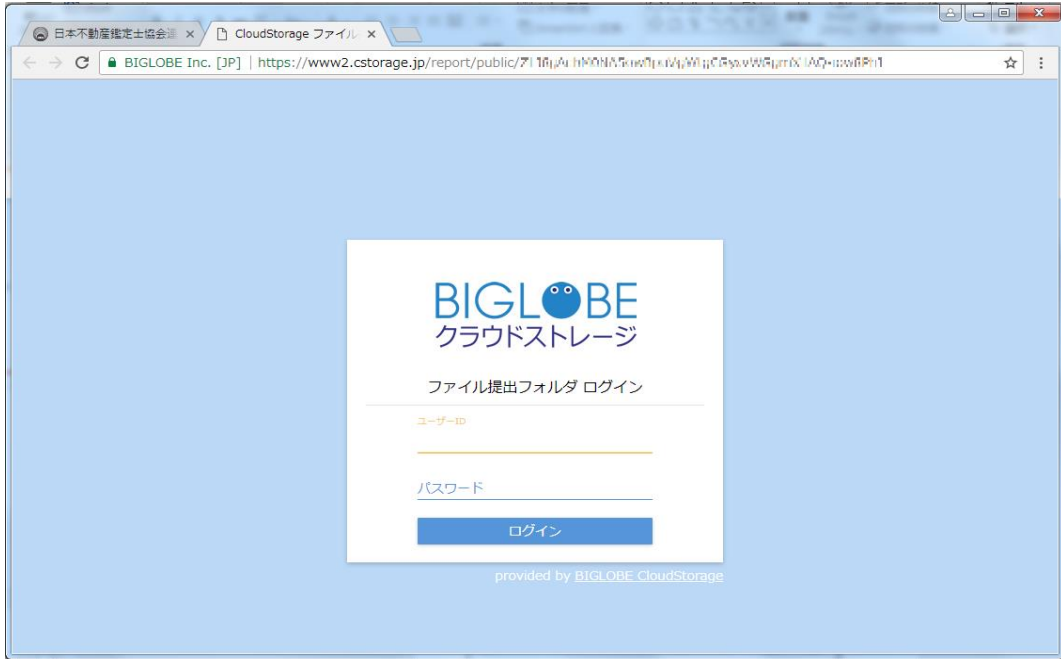 日本不動産鑑定士協会連
CloudStorage ファイル
BIGLOBE Inc. [JP] | https://www2.cstorage.jp/report/public/
BIGLOBE
クラウドストレージ
ファイル提出フォルダ ログイン
ユーザーID
パスワード
ログイン
provided by BIGLOBE CloudStorage